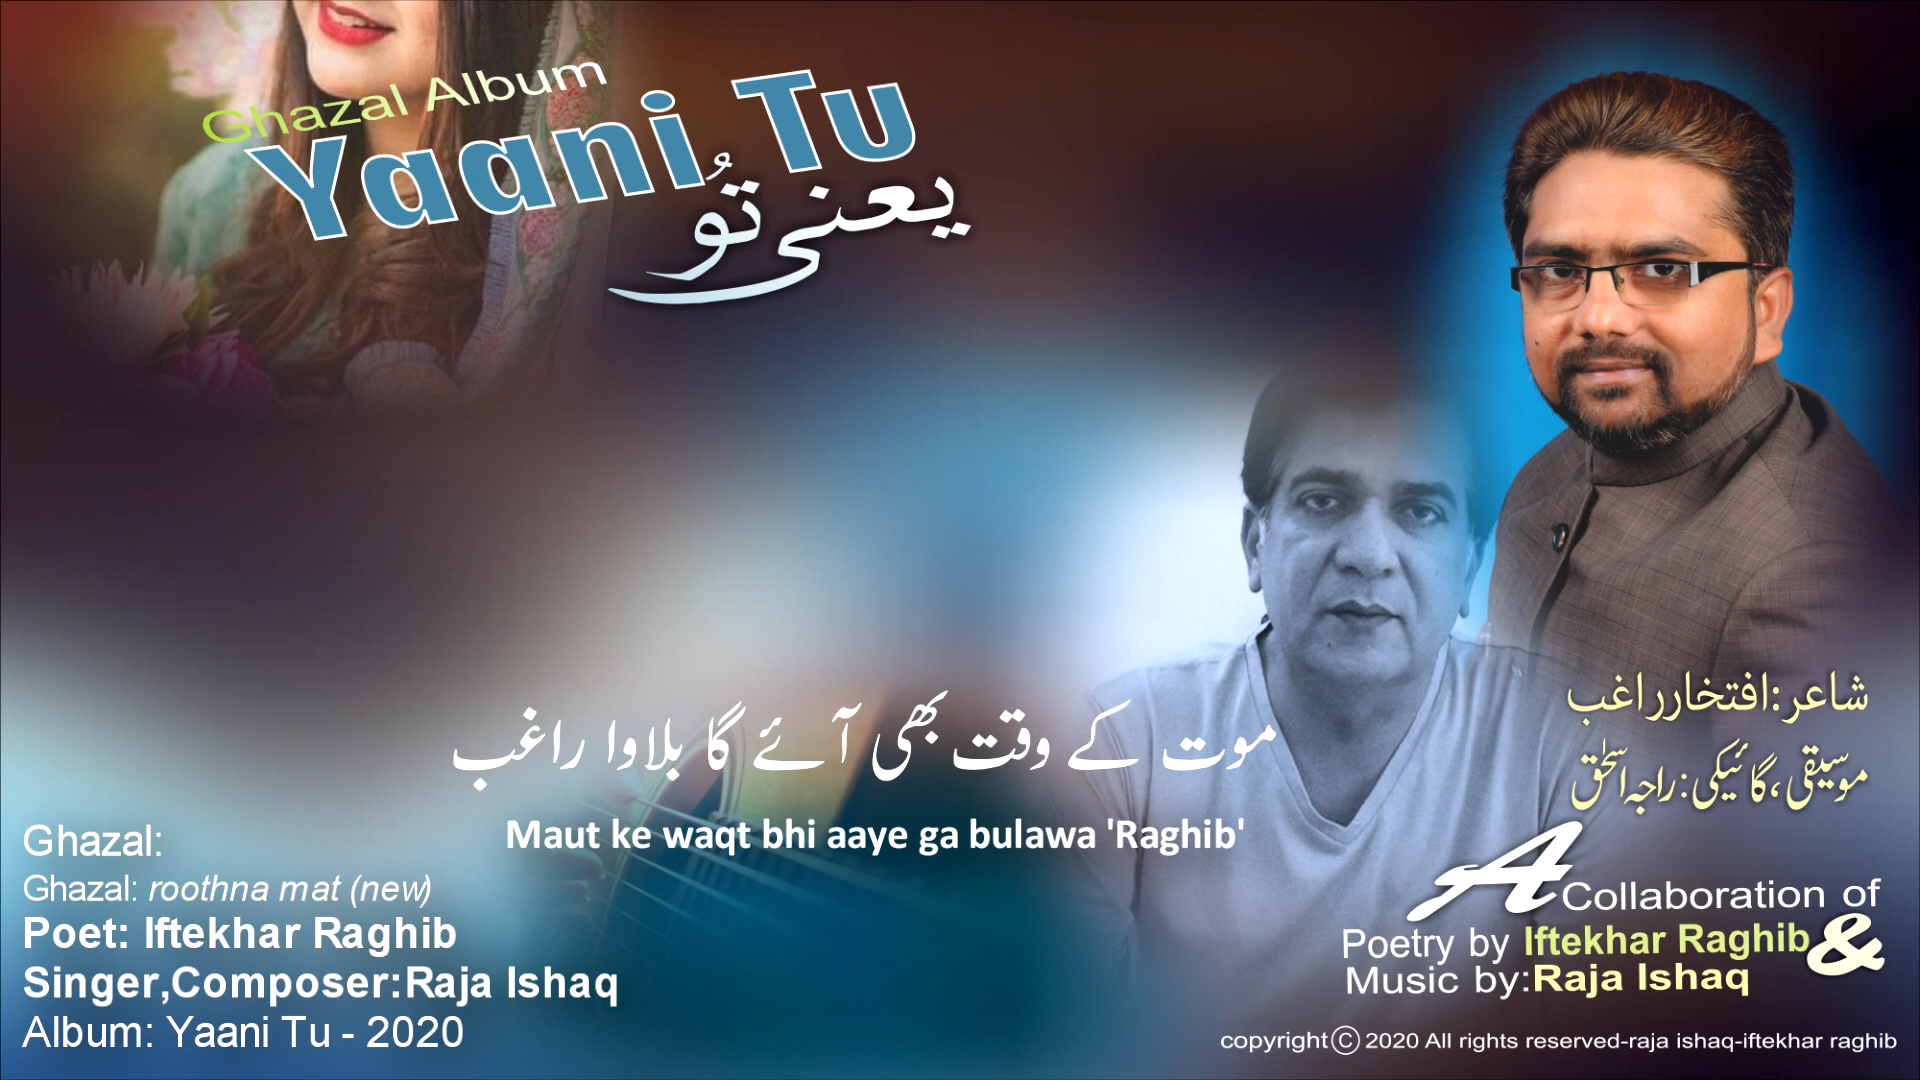 Ghazal Album
Yaani Tu
یعنی تُو
شاعر:افتخارراغب
موسیقی،گائیکی:راجہ اسحٰق
موت کے وقت بھی آئے گا بلاوا راغب
Maut ke waqt bhi aaye ga bulawa 'Raghib'
Ghazal:
Ghazal: roothna mat (new)
Poet: Iftekhar Raghib
Singer,Composer:Raja Ishaq
Album: Yaani Tu - 2020
A Collaboration of
Poetry by Iftekhar Raghib &
Music by:Raja Ishaq
copyright© 2020 All rights reserved-raja ishaq-iftekhar raghib